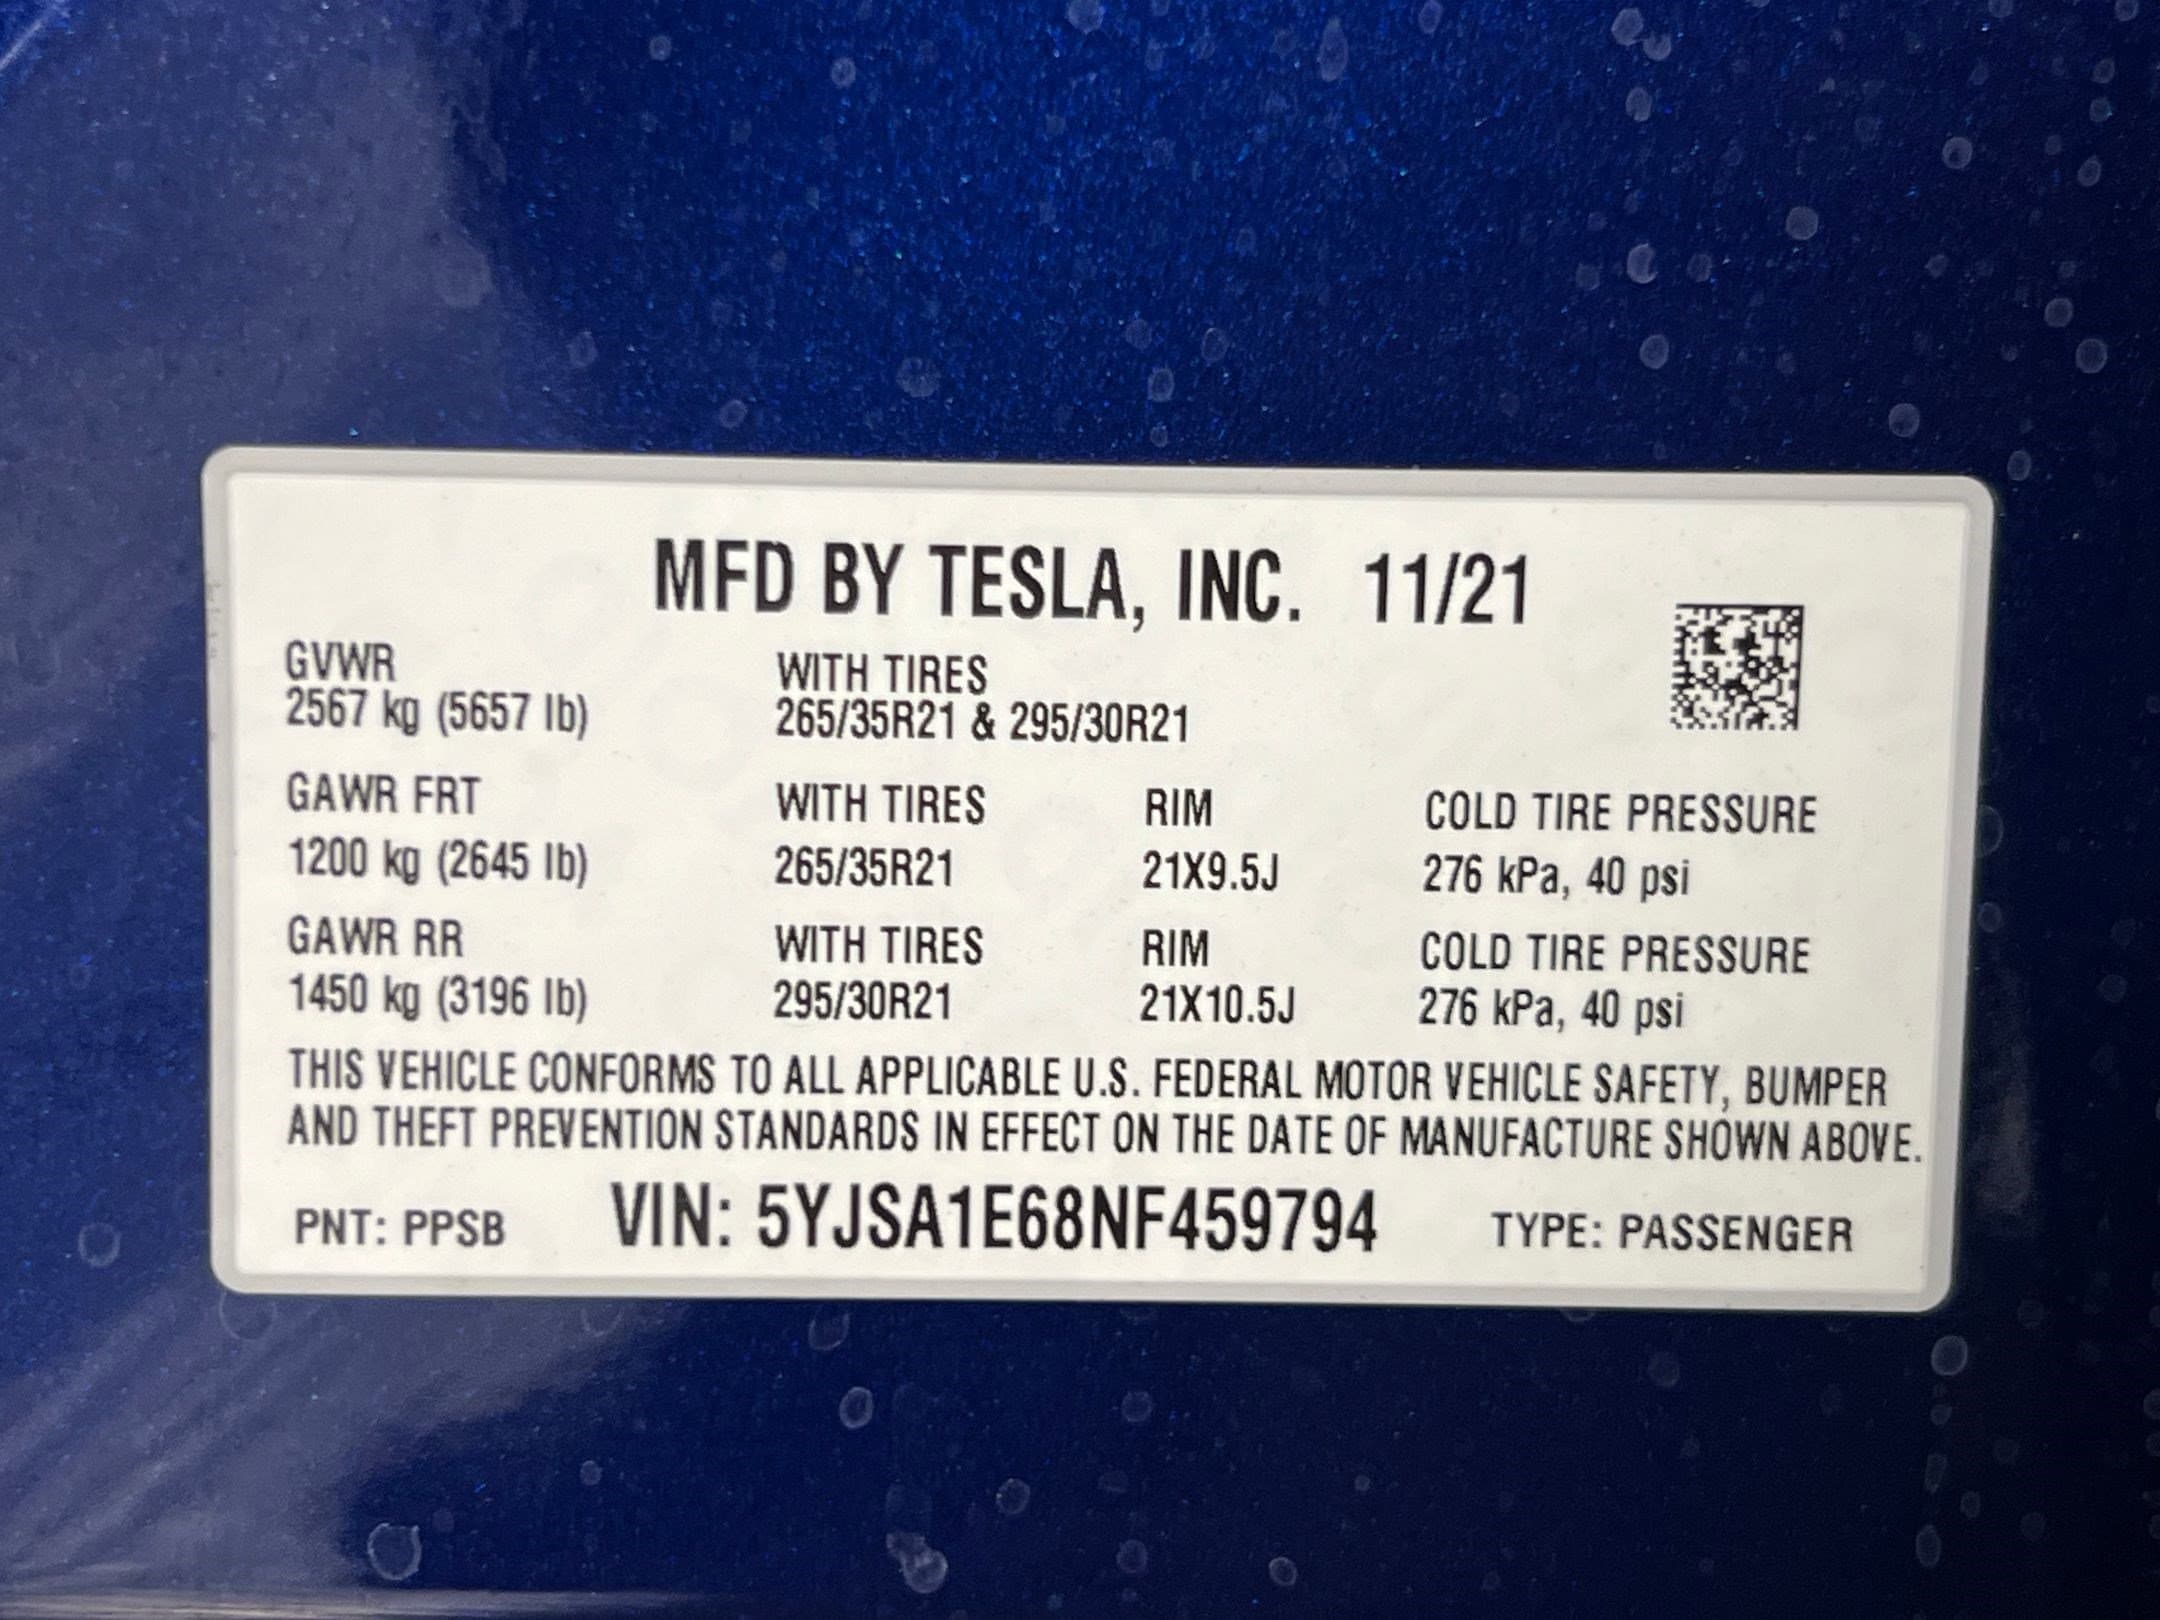 MFD BY TESLA, INC. 11/21
GVWR WITH TIRES
2567 kg (5657 lb) 265/35R21 & 295/30R21
GAWR FRT WITH TIRES RIM COLD TIRE PRESSURE
1200 kg (2645 lb) 265/35R21 21X9.5J 276 kPa, 40 psi
GAWR RR WITH TIRES RIM COLD TIRE PRESSURE
1450 kg (3196 lb) 295/30R21 21X10.5J 276 kPa, 40 psi
THIS VEHICLE CONFORMS TO ALL APPLICABLE U.S. FEDERAL MOTOR VEHICLE SAFETY, BUMPER
AND THEFT PREVENTION STANDARDS IN EFFECT ON THE DATE OF MANUFACTURE SHOWN ABOVE.
PNT: PPSB VIN: 5YJSA1E68NF459794 TYPE: PASSENGER